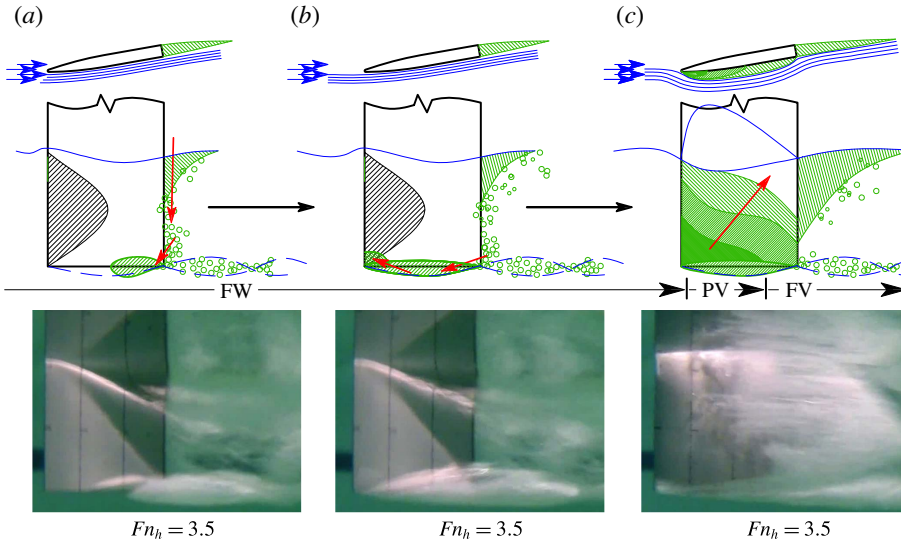 (a) (b) (c)
FW PV FV
Fn_h = 3.5 Fn_h = 3.5 Fn_h = 3.5